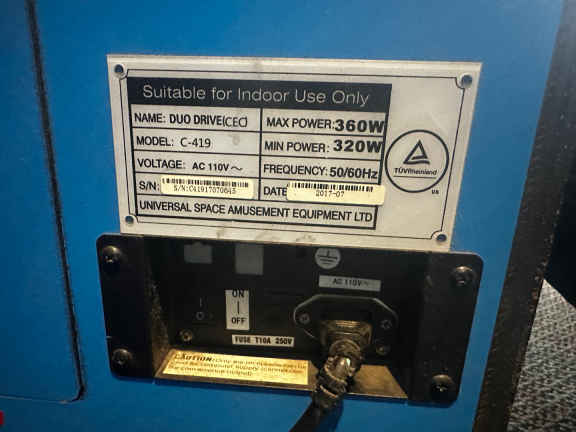 Suitable for Indoor Use Only
NAME: DUO DRIVE(CEC)
MAX POWER: 360W
MODEL: C-419
MIN POWER: 320W
VOLTAGE: AC 110V ~
FREQUENCY: 50/60Hz
S/N:
S/N:C41917070645
DATE
2017-07
UNIVERSAL SPACE AMUSEMENT EQUIPMENT LTD
TÜVRheinland
US
AC 110V~
I
ON
OFF
FUSE T10A 250V
CAUTION